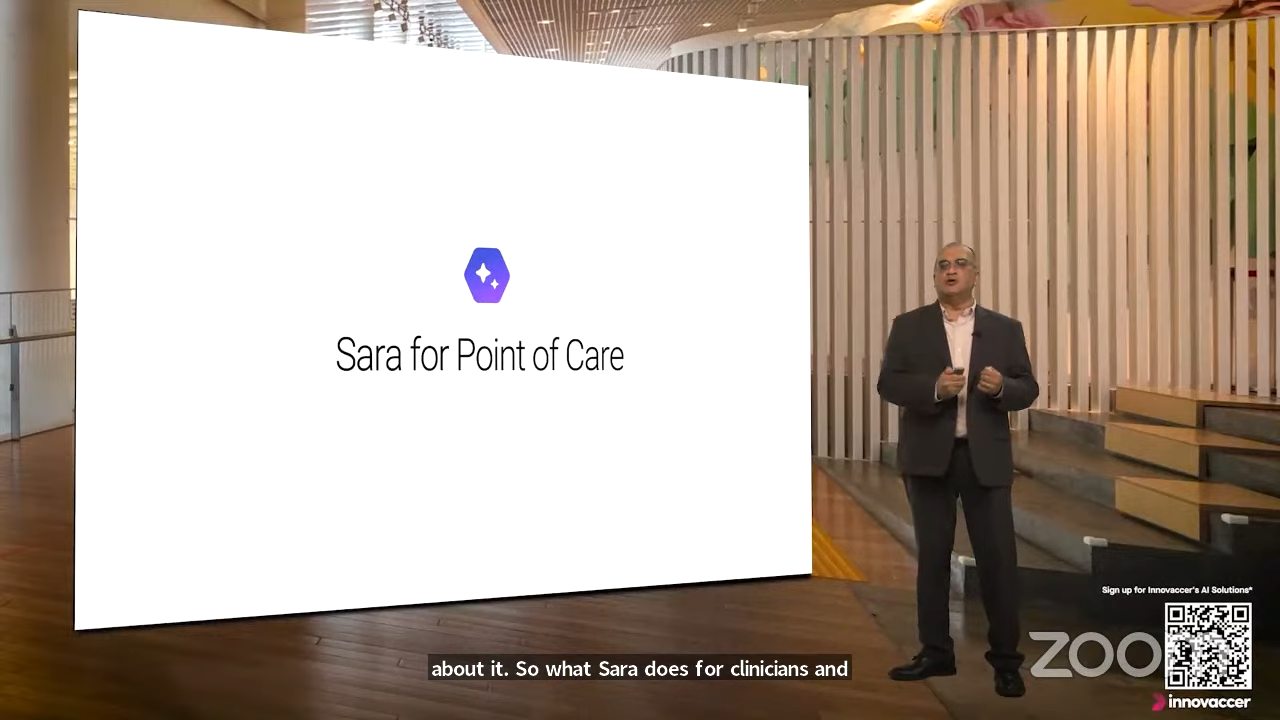 Sara for Point of Care
Sign up for Innovaccer's AI Solutions*
zoom
innovaccer
about it. So what Sara does for clinicians and